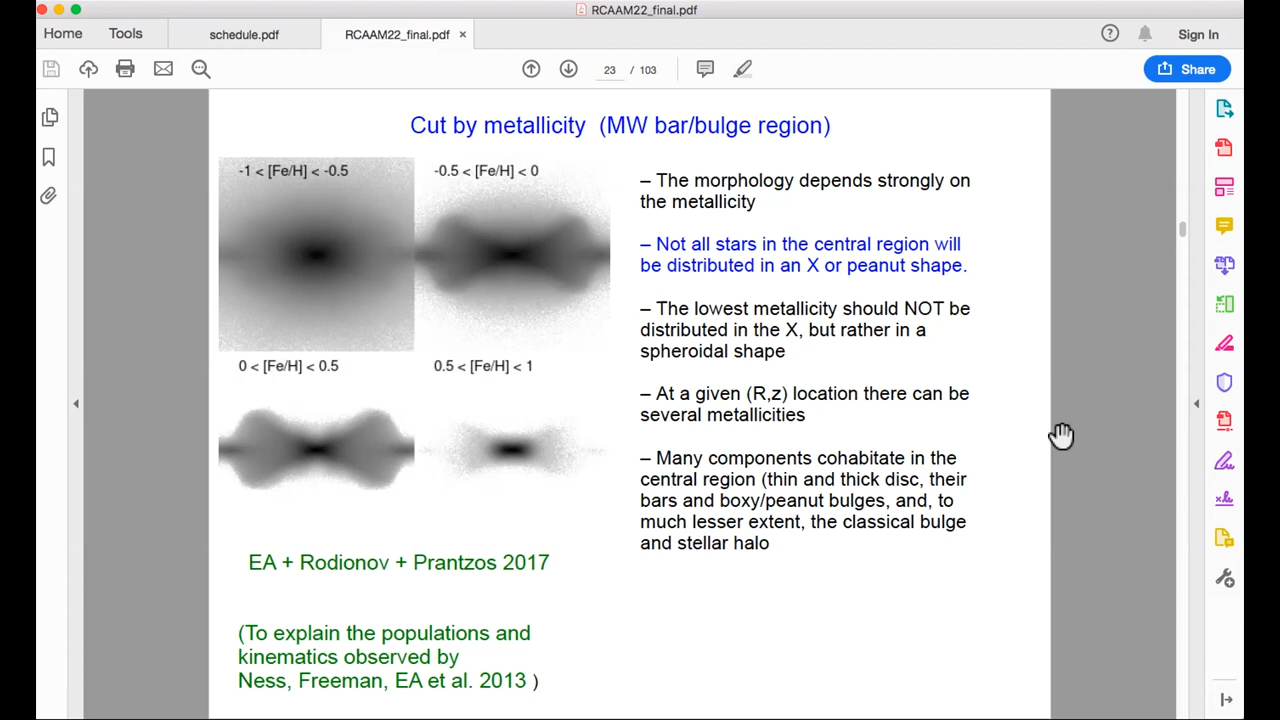 RCAAM22_final.pdf
Home
Tools
schedule.pdf
RCAAM22_final.pdf ×
Sign In
23 / 103
Share
Cut by metallicity (MW bar/bulge region)
-1 < [Fe/H] < -0.5
-0.5 < [Fe/H] < 0
0 < [Fe/H] < 0.5
0.5 < [Fe/H] < 1
– The morphology depends strongly on
the metallicity
– Not all stars in the central region will
be distributed in an X or peanut shape.
– The lowest metallicity should NOT be
distributed in the X, but rather in a
spheroidal shape
– At a given (R,z) location there can be
several metallicities
– Many components cohabitate in the
central region (thin and thick disc, their
bars and boxy/peanut bulges, and, to
much lesser extent, the classical bulge
and stellar halo
EA + Rodionov + Prantzos 2017
(To explain the populations and
kinematics observed by
Ness, Freeman, EA et al. 2013 )